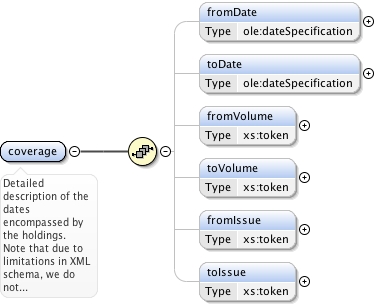 fromDate
Type ole:dateSpecification
toDate
Type ole:dateSpecification
fromVolume
Type xs:token
coverage
toVolume
Type xs:token
Detailed
description of the
dates
encompassed by
the holdings.
Note that due to
limitations in XML
schema, we do
not...
fromIssue
Type xs:token
toIssue
Type xs:token